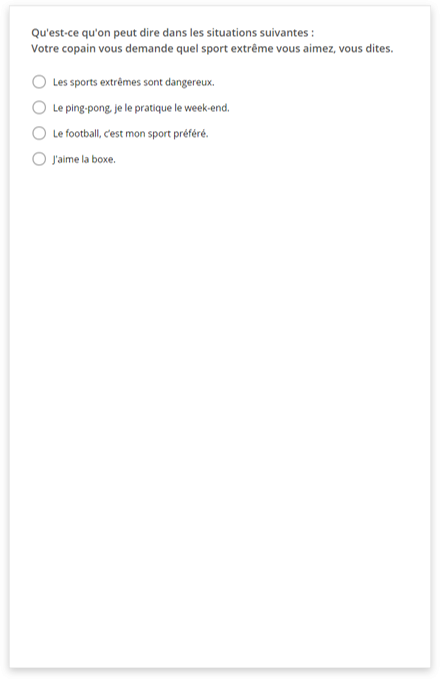 Qu'est-ce qu'on peut dire dans les situations suivantes :
Votre copain vous demande quel sport extrême vous aimez, vous dites.
Les sports extrêmes sont dangereux.
Le ping-pong, je le pratique le week-end.
Le football, c'est mon sport préféré.
J'aime la boxe.